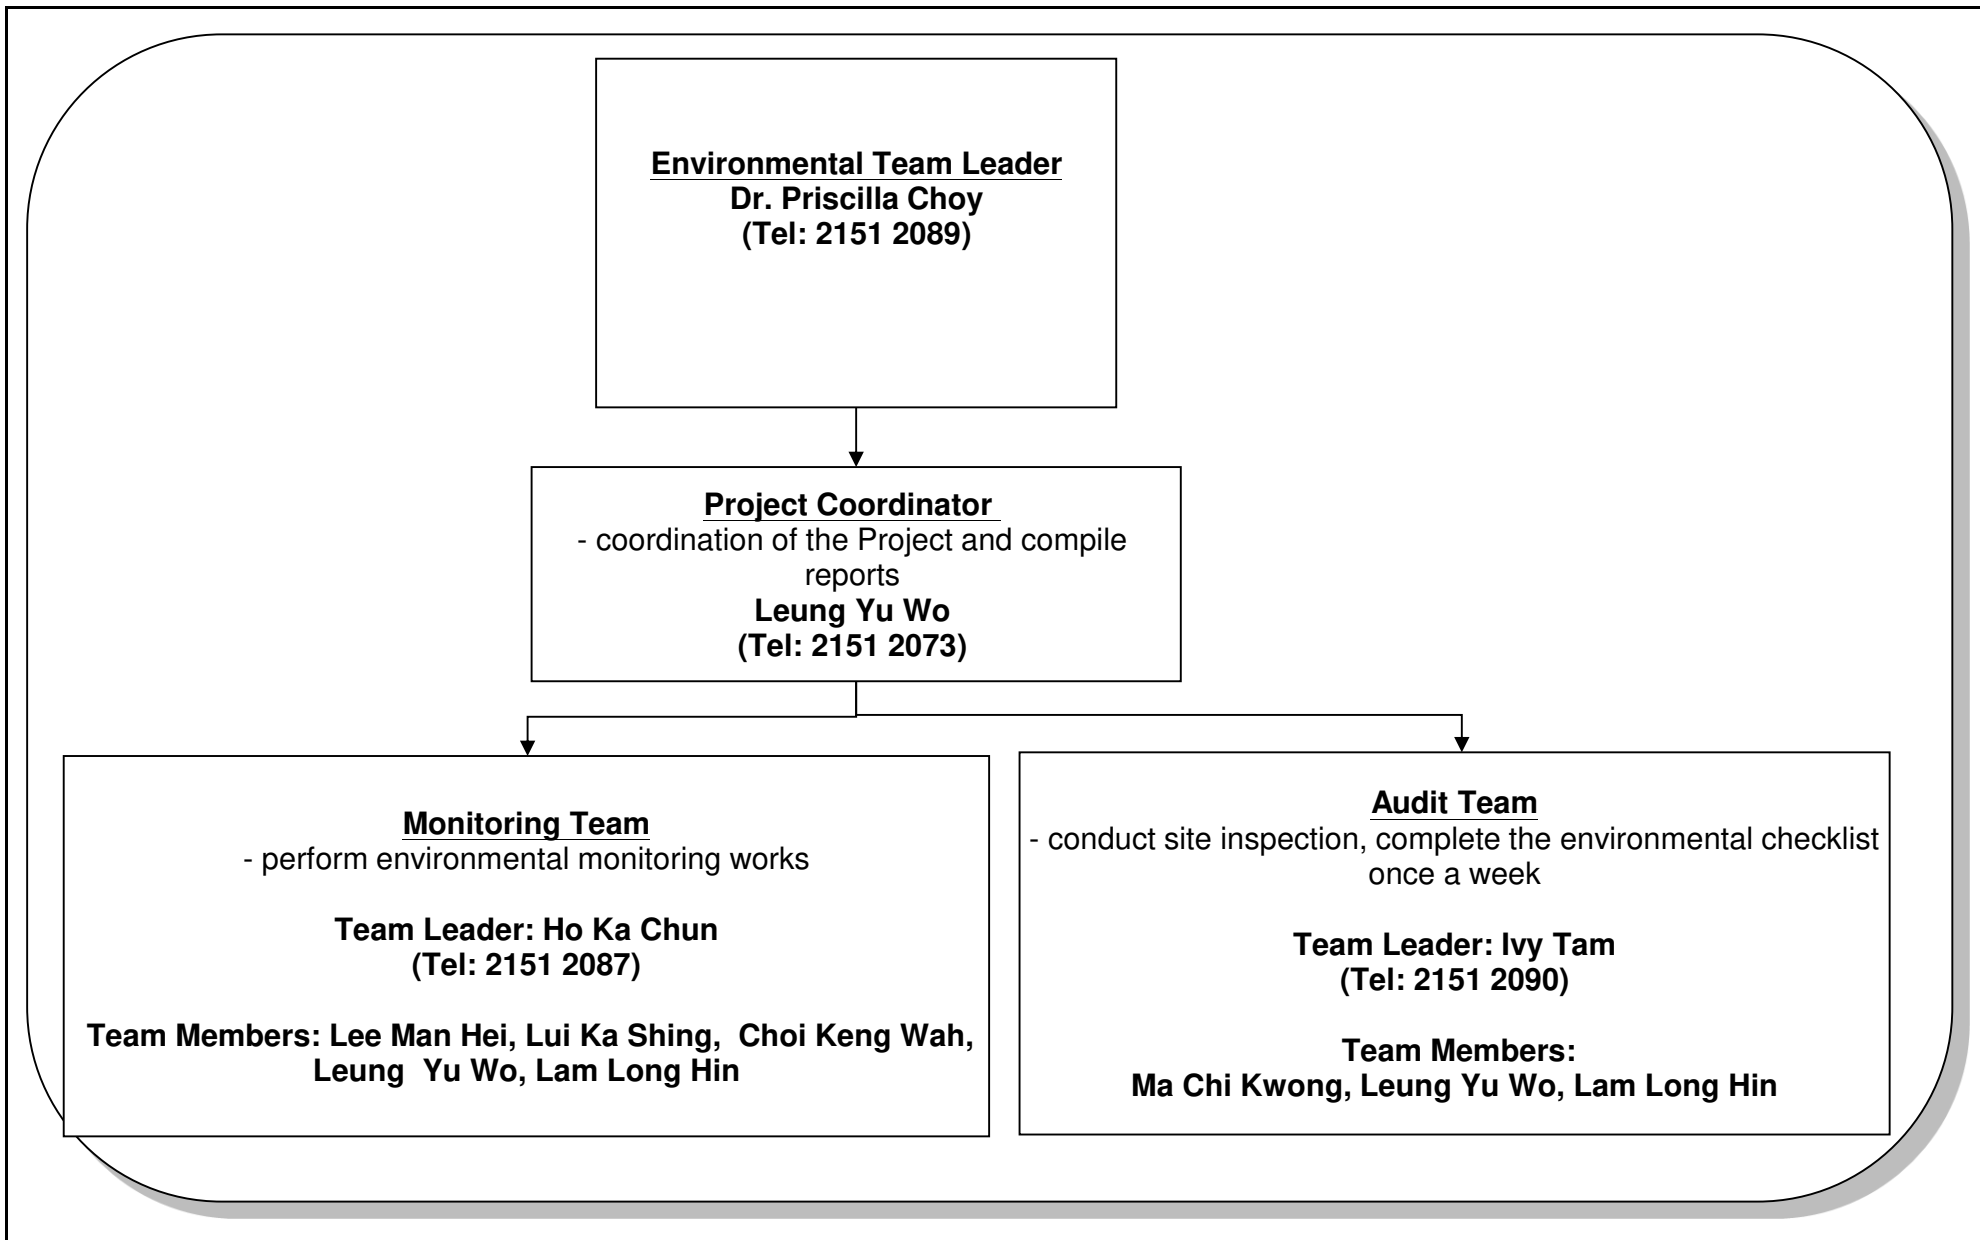 Environmental Team Leader
Dr. Priscilla Choy
(Tel: 2151 2089)
Project Coordinator
- coordination of the Project and compile
reports
Leung Yu Wo
(Tel: 2151 2073)
Monitoring Team
- perform environmental monitoring works
Team Leader: Ho Ka Chun
(Tel: 2151 2087)
Team Members: Lee Man Hei, Lui Ka Shing,  Choi Keng Wah,
Leung  Yu Wo, Lam Long Hin
Audit Team
- conduct site inspection, complete the environmental checklist
once a week
Team Leader: Ivy Tam
(Tel: 2151 2090)
Team Members:
Ma Chi Kwong, Leung Yu Wo, Lam Long Hin